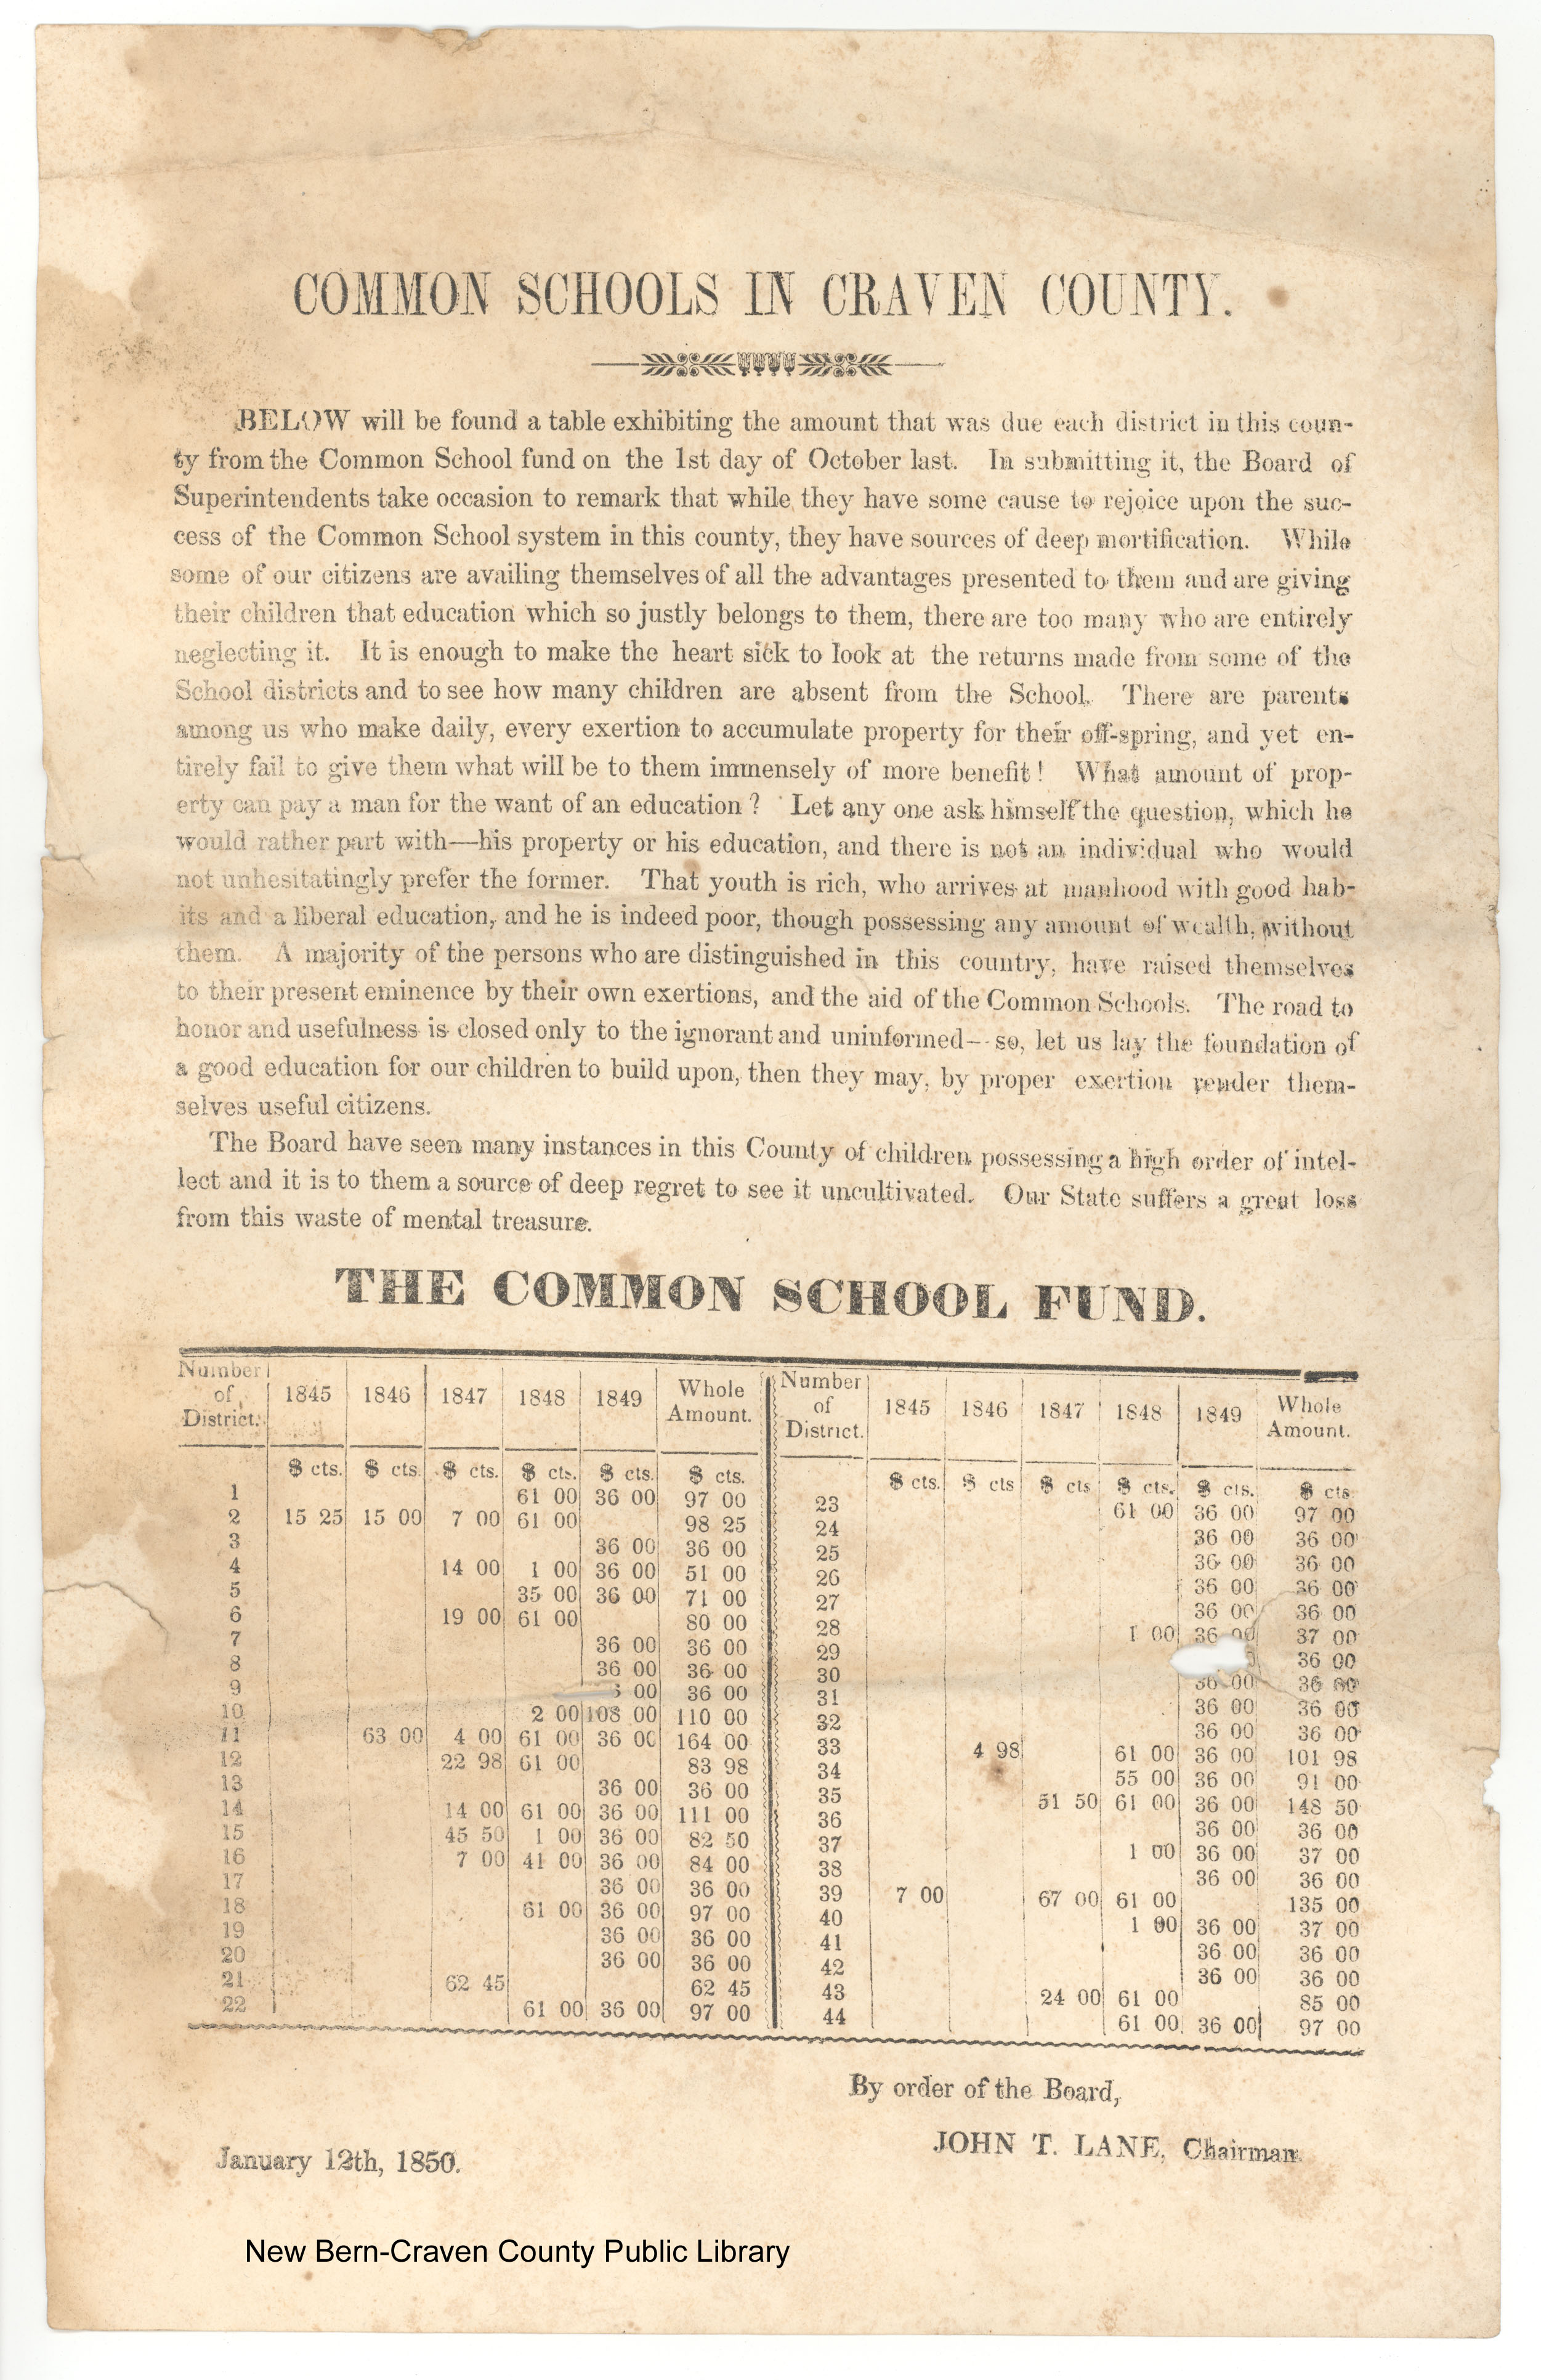 COMMON SCHOOLS IN CRAVEN COUNTY.
BELOW will be found a table exhibiting the amount that was due each district in this coun-
ty from the Common School fund on the 1st day of October last. In submitting it, the Board of
Superintendents take occasion to remark that while they have some cause to rejoice upon the suc-
cess of the Common School system in this county, they have sources of deep mortification. While
some of our citizens are availing themselves of all the advantages presented to them and are giving
their children that education which so justly belongs to them, there are too many who are entirely
neglecting it. It is enough to make the heart sick to look at the returns made from some of the
School districts and to see how many children are absent from the School. There are parents
among us who make daily, every exertion to accumulate property for their off-spring, and yet en-
tirely fail to give them what will be to them immensely of more benefit! What amount of prop-
erty can pay a man for the want of an education? Let any one ask himself the question, which he
would rather part with—his property or his education, and there is not an individual who would
not unhesitatingly prefer the former. That youth is rich, who arrives at manhood with good hab-
its and a liberal education, and he is indeed poor, though possessing any amount of wealth, without
them. A majority of the persons who are distinguished in this country, have raised themselves
to their present eminence by their own exertions, and the aid of the Common Schools. The road to
honor and usefulness is closed only to the ignorant and uninformed—so, let us lay the foundation of
a good education for our children to build upon, then they may, by proper exertion render them-
selves useful citizens.
The Board have seen many instances in this County of children possessing a high order of intel-
lect and it is to them a source of deep regret to see it uncultivated. Our State suffers a great loss
from this waste of mental treasure.
THE COMMON SCHOOL FUND.
Number of District. 1845 1846 1847 1848 1849 Whole Amount.
$ cts. $ cts. $ cts. $ cts. $ cts. $ cts.
1 61 00 36 00 97 00
2 15 25 15 00 7 00 61 00 98 25
3 36 00 36 00
4 14 00 1 00 36 00 51 00
5 35 00 36 00 71 00
6 19 00 61 00 80 00
7 36 00 36 00
8 36 00 36 00
9 00 36 00
10 2 00 108 00 110 00
11 63 00 4 00 61 00 36 00 164 00
12 22 98 61 00 83 98
13 36 00 36 00
14 14 00 61 00 36 00 111 00
15 45 50 1 00 36 00 82 50
16 7 00 41 00 36 00 84 00
17 36 00 36 00
18 61 00 36 00 97 00
19 36 00 36 00
20 36 00 36 00
21 62 45 62 45
22 61 00 36 00 97 00
Number of District. 1845 1846 1847 1848 1849 Whole Amount.
$ cts. $ cts $ cts $ cts. $ cts. $ cts.
23 61 00 36 00 97 00
24 36 00 36 00
25 36 00 36 00
26 36 00 36 00
27 36 00 36 00
28 1 00 36 00 37 00
29 36 00
30 36 00 36 00
31 36 00 36 00
32 36 00 36 00
33 4 98 61 00 36 00 101 98
34 55 00 36 00 91 00
35 51 50 61 00 36 00 148 50
36 36 00 36 00
37 1 00 36 00 37 00
38 36 00 36 00
39 7 00 67 00 61 00 135 00
40 1 00 36 00 37 00
41 36 00 36 00
42 36 00 36 00
43 24 00 61 00 85 00
44 61 00 36 00 97 00
By order of the Board,
JOHN T. LANE, Chairman.
January 12th, 1850.
New Bern-Craven County Public Library